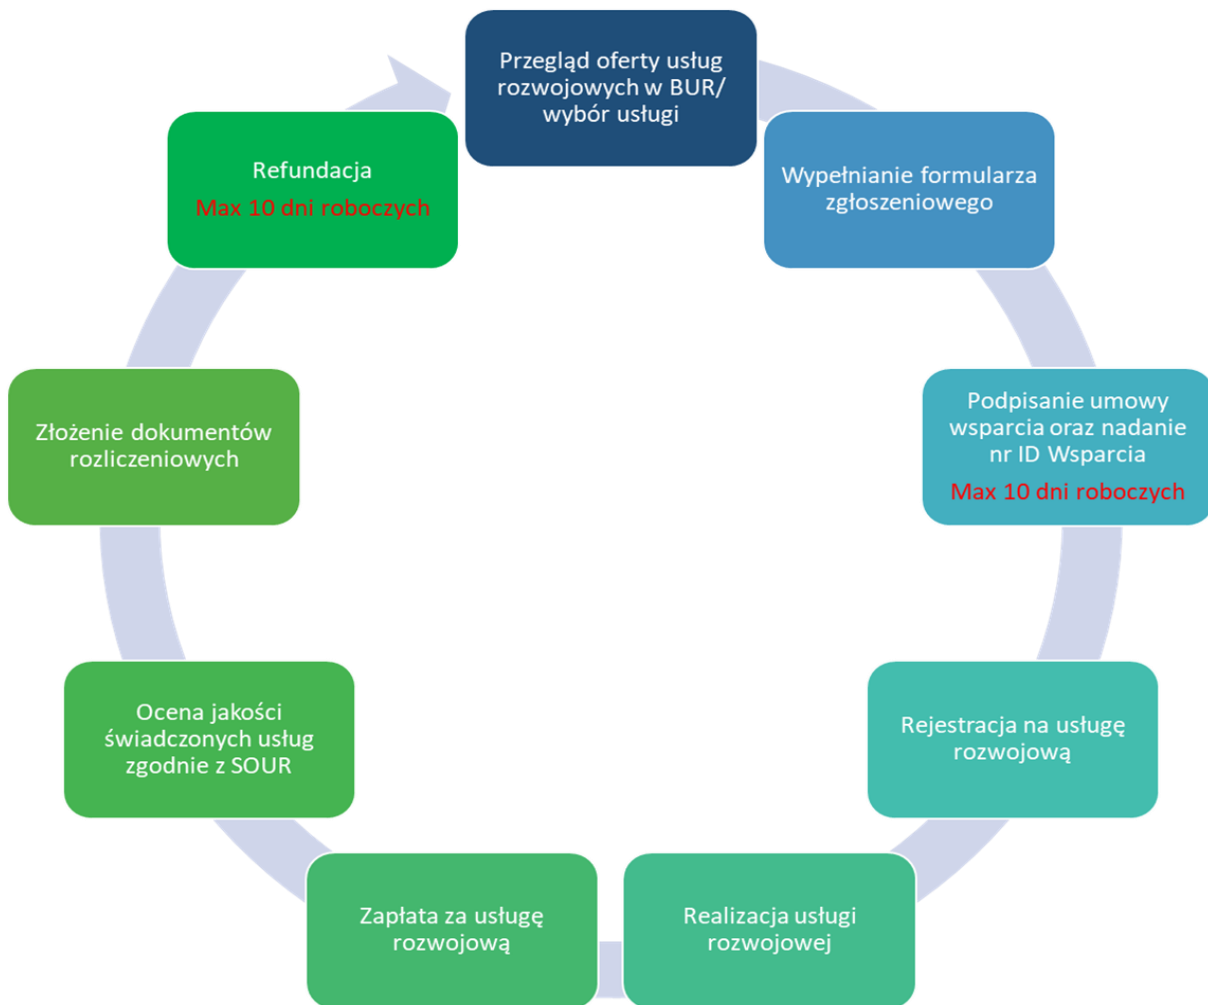 Przegląd oferty usług
rozwojowych w BUR/
wybór usługi
Wypełnianie formularza
zgłoszeniowego
Podpisanie umowy
wsparcia oraz nadanie
nr ID Wsparcia
Max 10 dni roboczych
Rejestracja na usługę
rozwojową
Realizacja usługi
rozwojowej
Zapłata za usługę
rozwojową
Ocena jakości
świadczonych usług
zgodnie z SOUR
Złożenie dokumentów
rozliczeniowych
Refundacja
Max 10 dni roboczych